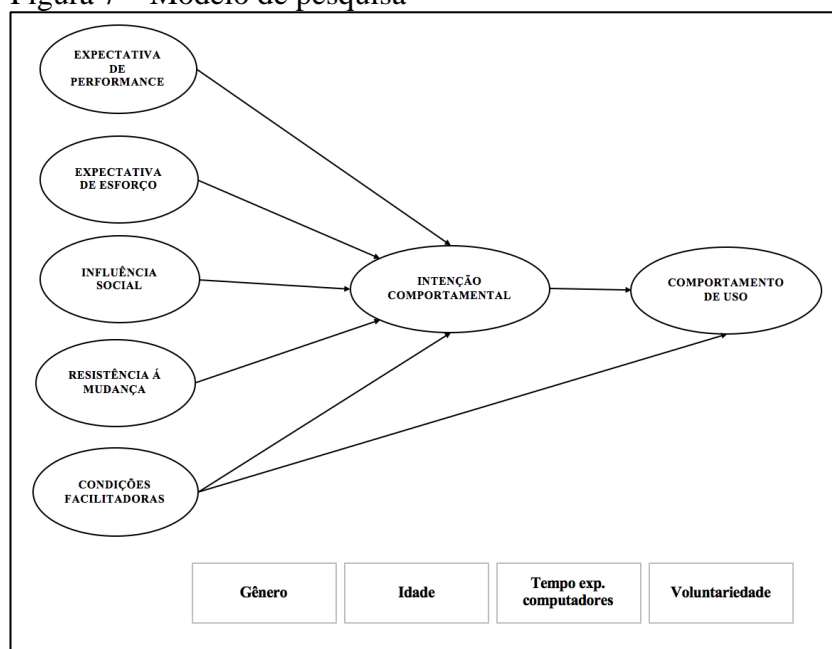 Figura 7 – Modelo de pesquisa
EXPECTATIVA
DE
PERFORMANCE
EXPECTATIVA
DE ESFORÇO
INFLUÊNCIA
SOCIAL
INTENÇÃO
COMPORTAMENTAL
COMPORTAMENTO
DE USO
RESISTÊNCIA Á
MUDANÇA
CONDIÇÕES
FACILITADORAS
Gênero
Idade
Tempo exp.
computadores
Voluntariedade